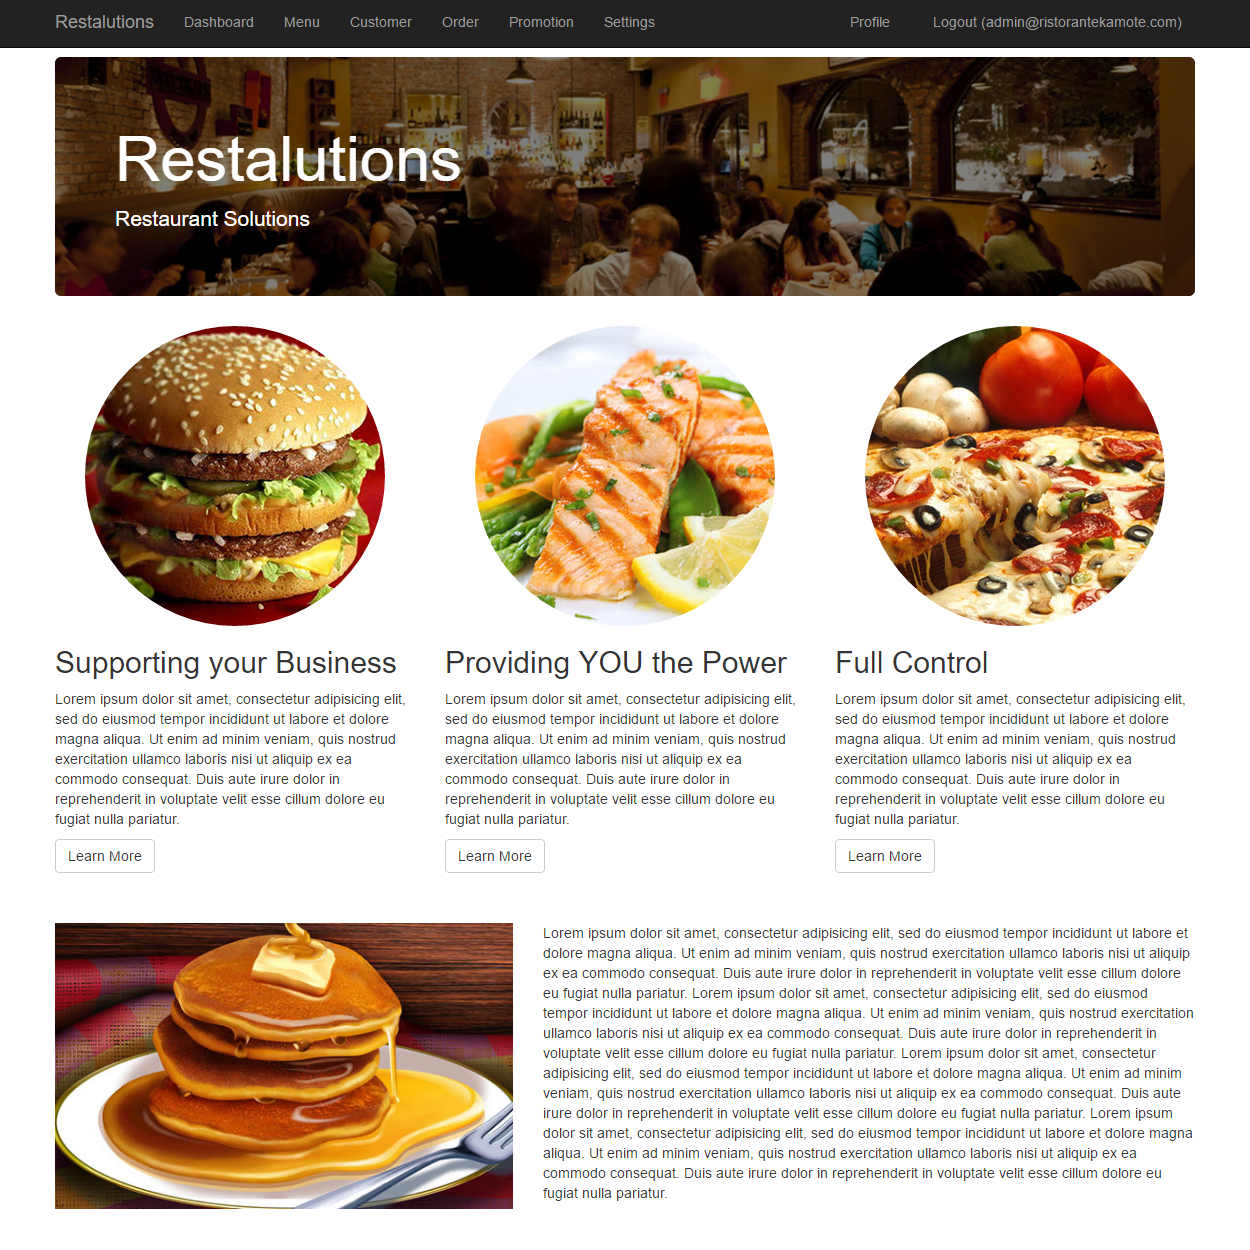 Restalutions Dashboard Menu Customer Order Promotion Settings Profile Logout (admin@ristorantekamote.com)
Restalutions
Restaurant Solutions
Supporting your Business
Lorem ipsum dolor sit amet, consectetur adipisicing elit,
sed do eiusmod tempor incididunt ut labore et dolore
magna aliqua. Ut enim ad minim veniam, quis nostrud
exercitation ullamco laboris nisi ut aliquip ex ea
commodo consequat. Duis aute irure dolor in
reprehenderit in voluptate velit esse cillum dolore eu
fugiat nulla pariatur.
Learn More
Providing YOU the Power
Lorem ipsum dolor sit amet, consectetur adipisicing elit,
sed do eiusmod tempor incididunt ut labore et dolore
magna aliqua. Ut enim ad minim veniam, quis nostrud
exercitation ullamco laboris nisi ut aliquip ex ea
commodo consequat. Duis aute irure dolor in
reprehenderit in voluptate velit esse cillum dolore eu
fugiat nulla pariatur.
Learn More
Full Control
Lorem ipsum dolor sit amet, consectetur adipisicing elit,
sed do eiusmod tempor incididunt ut labore et dolore
magna aliqua. Ut enim ad minim veniam, quis nostrud
exercitation ullamco laboris nisi ut aliquip ex ea
commodo consequat. Duis aute irure dolor in
reprehenderit in voluptate velit esse cillum dolore eu
fugiat nulla pariatur.
Learn More
Lorem ipsum dolor sit amet, consectetur adipisicing elit, sed do eiusmod tempor incididunt ut labore et
dolore magna aliqua. Ut enim ad minim veniam, quis nostrud exercitation ullamco laboris nisi ut aliquip
ex ea commodo consequat. Duis aute irure dolor in reprehenderit in voluptate velit esse cillum dolore
eu fugiat nulla pariatur. Lorem ipsum dolor sit amet, consectetur adipisicing elit, sed do eiusmod
tempor incididunt ut labore et dolore magna aliqua. Ut enim ad minim veniam, quis nostrud exercitation
ullamco laboris nisi ut aliquip ex ea commodo consequat. Duis aute irure dolor in reprehenderit in
voluptate velit esse cillum dolore eu fugiat nulla pariatur. Lorem ipsum dolor sit amet, consectetur
adipisicing elit, sed do eiusmod tempor incididunt ut labore et dolore magna aliqua. Ut enim ad minim
veniam, quis nostrud exercitation ullamco laboris nisi ut aliquip ex ea commodo consequat. Duis aute
irure dolor in reprehenderit in voluptate velit esse cillum dolore eu fugiat nulla pariatur. Lorem ipsum
dolor sit amet, consectetur adipisicing elit, sed do eiusmod tempor incididunt ut labore et dolore magna
aliqua. Ut enim ad minim veniam, quis nostrud exercitation ullamco laboris nisi ut aliquip ex ea
commodo consequat. Duis aute irure dolor in reprehenderit in voluptate velit esse cillum dolore eu
fugiat nulla pariatur.